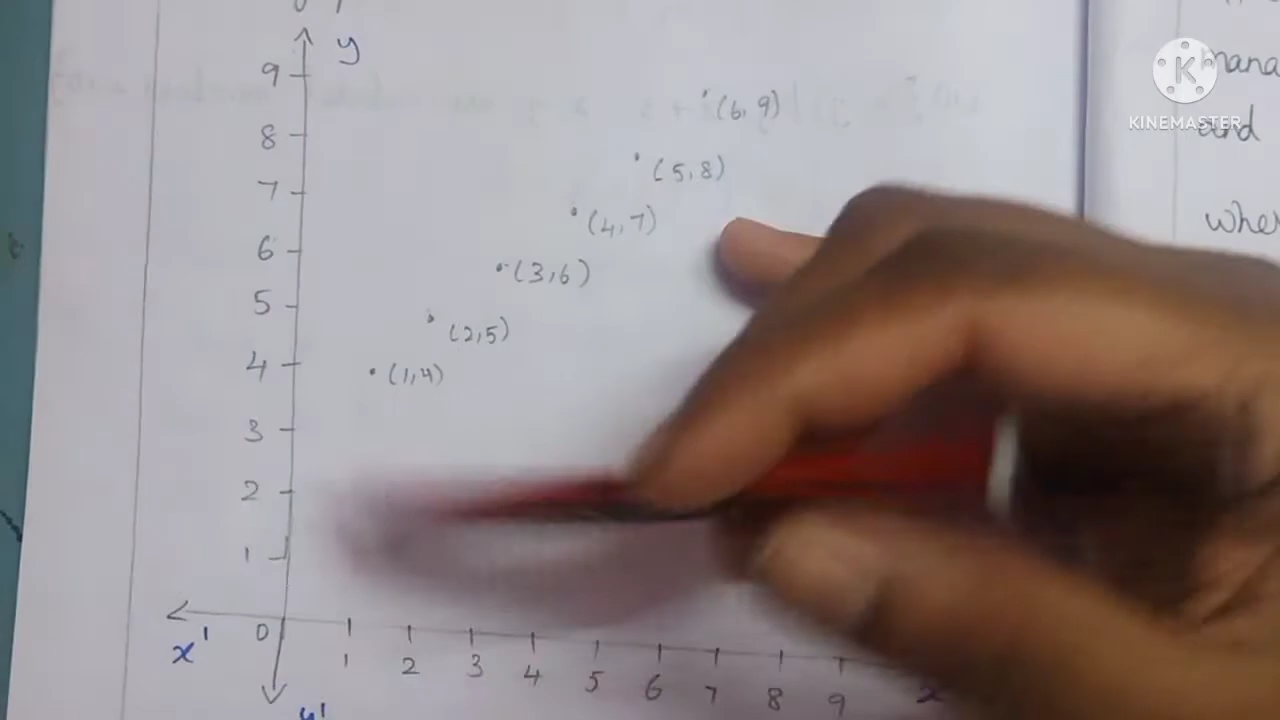 y
9
(6,9)
8
(5,8)
7
(4,7)
6
(3,6)
5
(2,5)
4
(1,4)
3
2
1
x' 0 1 2 3 4 5 6 7 8 9 x
y'
K
KINEMASTER
and